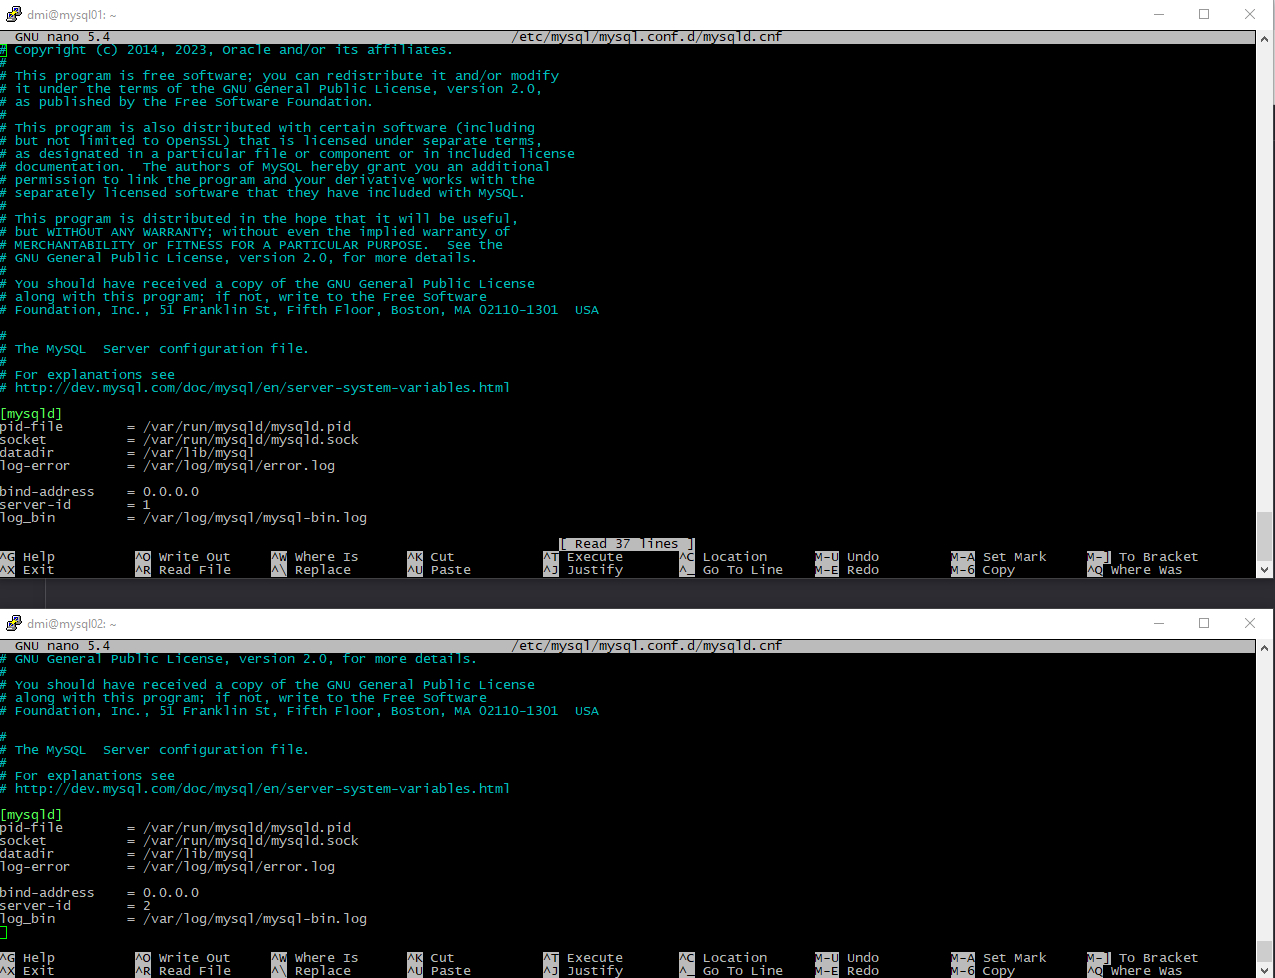 dmi@mysql01: ~
GNU nano 5.4 /etc/mysql/mysql.conf.d/mysqld.cnf
# Copyright (c) 2014, 2023, Oracle and/or its affiliates.
#
# This program is free software; you can redistribute it and/or modify
# it under the terms of the GNU General Public License, version 2.0,
# as published by the Free Software Foundation.
#
# This program is also distributed with certain software (including
# but not limited to OpenSSL) that is licensed under separate terms,
# as designated in a particular file or component or in included license
# documentation.  The authors of MySQL hereby grant you an additional
# permission to link the program and your derivative works with the
# separately licensed software that they have included with MySQL.
#
# This program is distributed in the hope that it will be useful,
# but WITHOUT ANY WARRANTY; without even the implied warranty of
# MERCHANTABILITY or FITNESS FOR A PARTICULAR PURPOSE.  See the
# GNU General Public License, version 2.0, for more details.
#
# You should have received a copy of the GNU General Public License
# along with this program; if not, write to the Free Software
# Foundation, Inc., 51 Franklin St, Fifth Floor, Boston, MA 02110-1301  USA
#
# The MySQL  Server configuration file.
#
# For explanations see
# http://dev.mysql.com/doc/mysql/en/server-system-variables.html
[mysqld]
pid-file        = /var/run/mysqld/mysqld.pid
socket          = /var/run/mysqld/mysqld.sock
datadir         = /var/lib/mysql
log-error       = /var/log/mysql/error.log
bind-address    = 0.0.0.0
server-id       = 1
log_bin         = /var/log/mysql/mysql-bin.log
[ Read 37 lines ]
^G Help ^O Write Out ^W Where Is ^K Cut ^T Execute ^C Location M-U Undo M-A Set Mark M-] To Bracket
^X Exit ^R Read File ^\ Replace ^U Paste ^J Justify ^_ Go To Line M-E Redo M-6 Copy ^Q Where Was
dmi@mysql02: ~
GNU nano 5.4 /etc/mysql/mysql.conf.d/mysqld.cnf
# GNU General Public License, version 2.0, for more details.
#
# You should have received a copy of the GNU General Public License
# along with this program; if not, write to the Free Software
# Foundation, Inc., 51 Franklin St, Fifth Floor, Boston, MA 02110-1301  USA
#
# The MySQL  Server configuration file.
#
# For explanations see
# http://dev.mysql.com/doc/mysql/en/server-system-variables.html
[mysqld]
pid-file        = /var/run/mysqld/mysqld.pid
socket          = /var/run/mysqld/mysqld.sock
datadir         = /var/lib/mysql
log-error       = /var/log/mysql/error.log
bind-address    = 0.0.0.0
server-id       = 2
log_bin         = /var/log/mysql/mysql-bin.log
^G Help ^O Write Out ^W Where Is ^K Cut ^T Execute ^C Location M-U Undo M-A Set Mark M-] To Bracket
^X Exit ^R Read File ^\ Replace ^U Paste ^J Justify ^_ Go To Line M-E Redo M-6 Copy ^Q Where Was